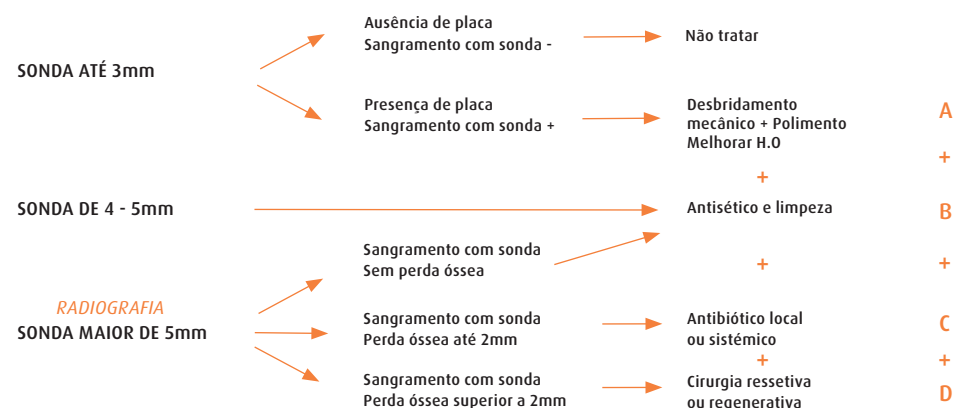 Ausência de placa
Sangramento com sonda -
Não tratar
SONDA ATÉ 3mm
Presença de placa
Sangramento com sonda +
Desbridamento
mecânico + Polimento
Melhorar H.O
A
+
+
SONDA DE 4 - 5mm
Antisético e limpeza
B
Sangramento com sonda
Sem perda óssea
+
+
RADIOGRAFIA
SONDA MAIOR DE 5mm
Sangramento com sonda
Perda óssea até 2mm
Antibiótico local
ou sistémico
C
+
+
Sangramento com sonda
Perda óssea superior a 2mm
Cirurgia ressetiva
ou regenerativa
D